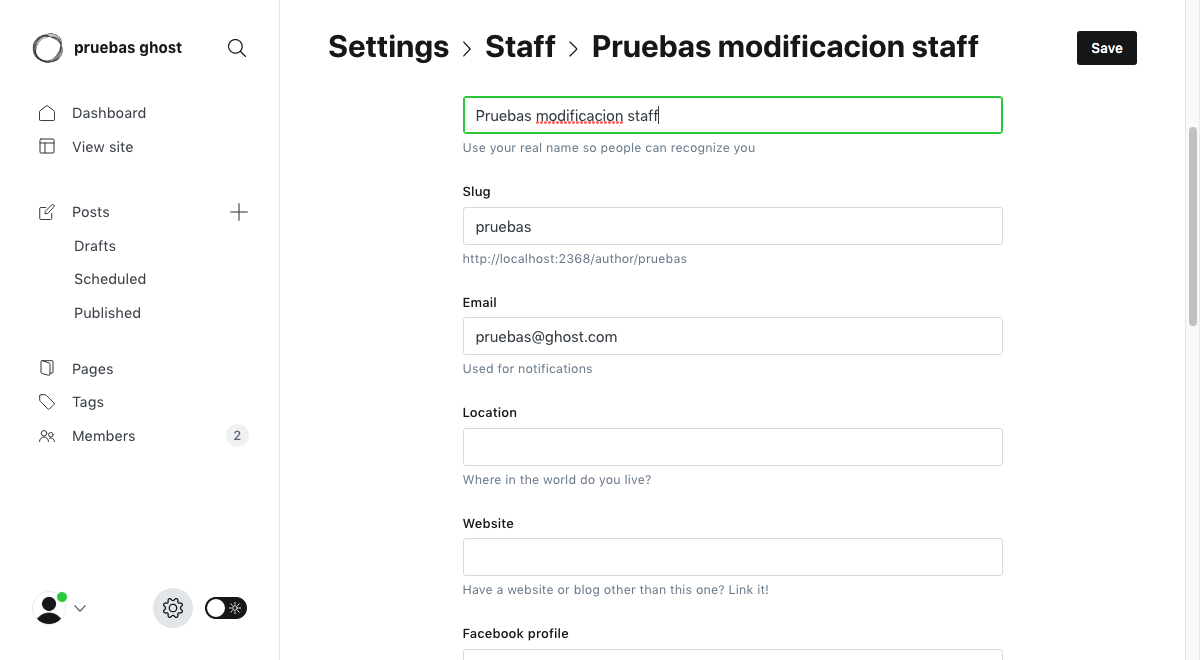 pruebas ghost
Dashboard
View site
Posts
Drafts
Scheduled
Published
Pages
Tags
Members
2
Settings > Staff > Pruebas modificacion staff
Save
Pruebas modificacion staff
Use your real name so people can recognize you
Slug
pruebas
http://localhost:2368/author/pruebas
Email
pruebas@ghost.com
Used for notifications
Location
Where in the world do you live?
Website
Have a website or blog other than this one? Link it!
Facebook profile